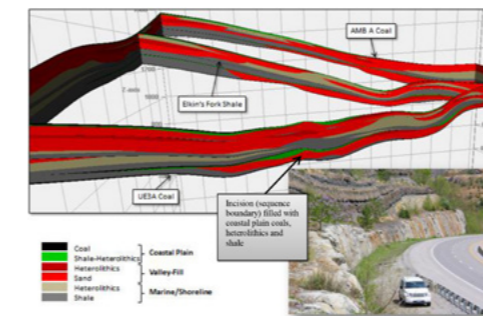 AMB A Coal
Elkin's Fork Shale
UE5A Coal
Incision (sequence
boundary) filled with
coastal plain coals,
heterolithics and
shale
Coal
Shale-Heterolithics
Coastal Plain
Heterolithics
Sand
Valley-Fill
Heterolithics
Shale
Marine/Shoreline